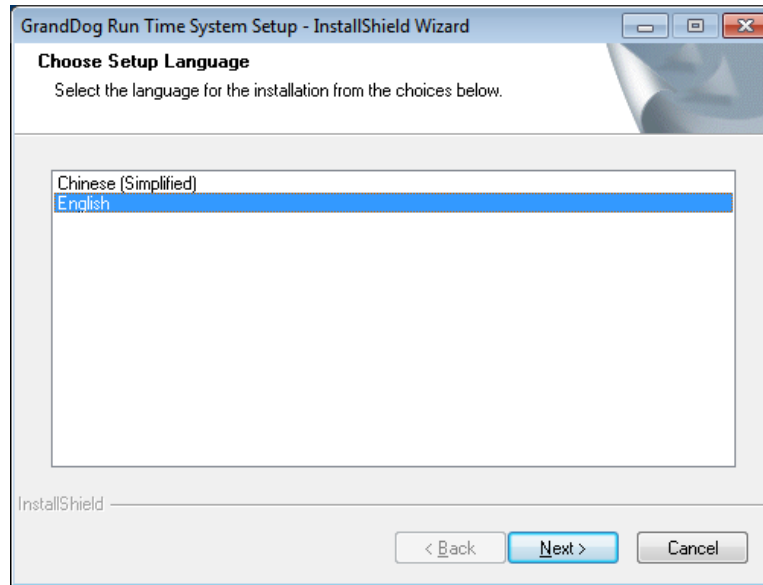 GrandDog Run Time System Setup - InstallShield Wizard
Choose Setup Language
Select the language for the installation from the choices below.
Chinese (Simplified)
English
InstallShield
< Back
Next >
Cancel